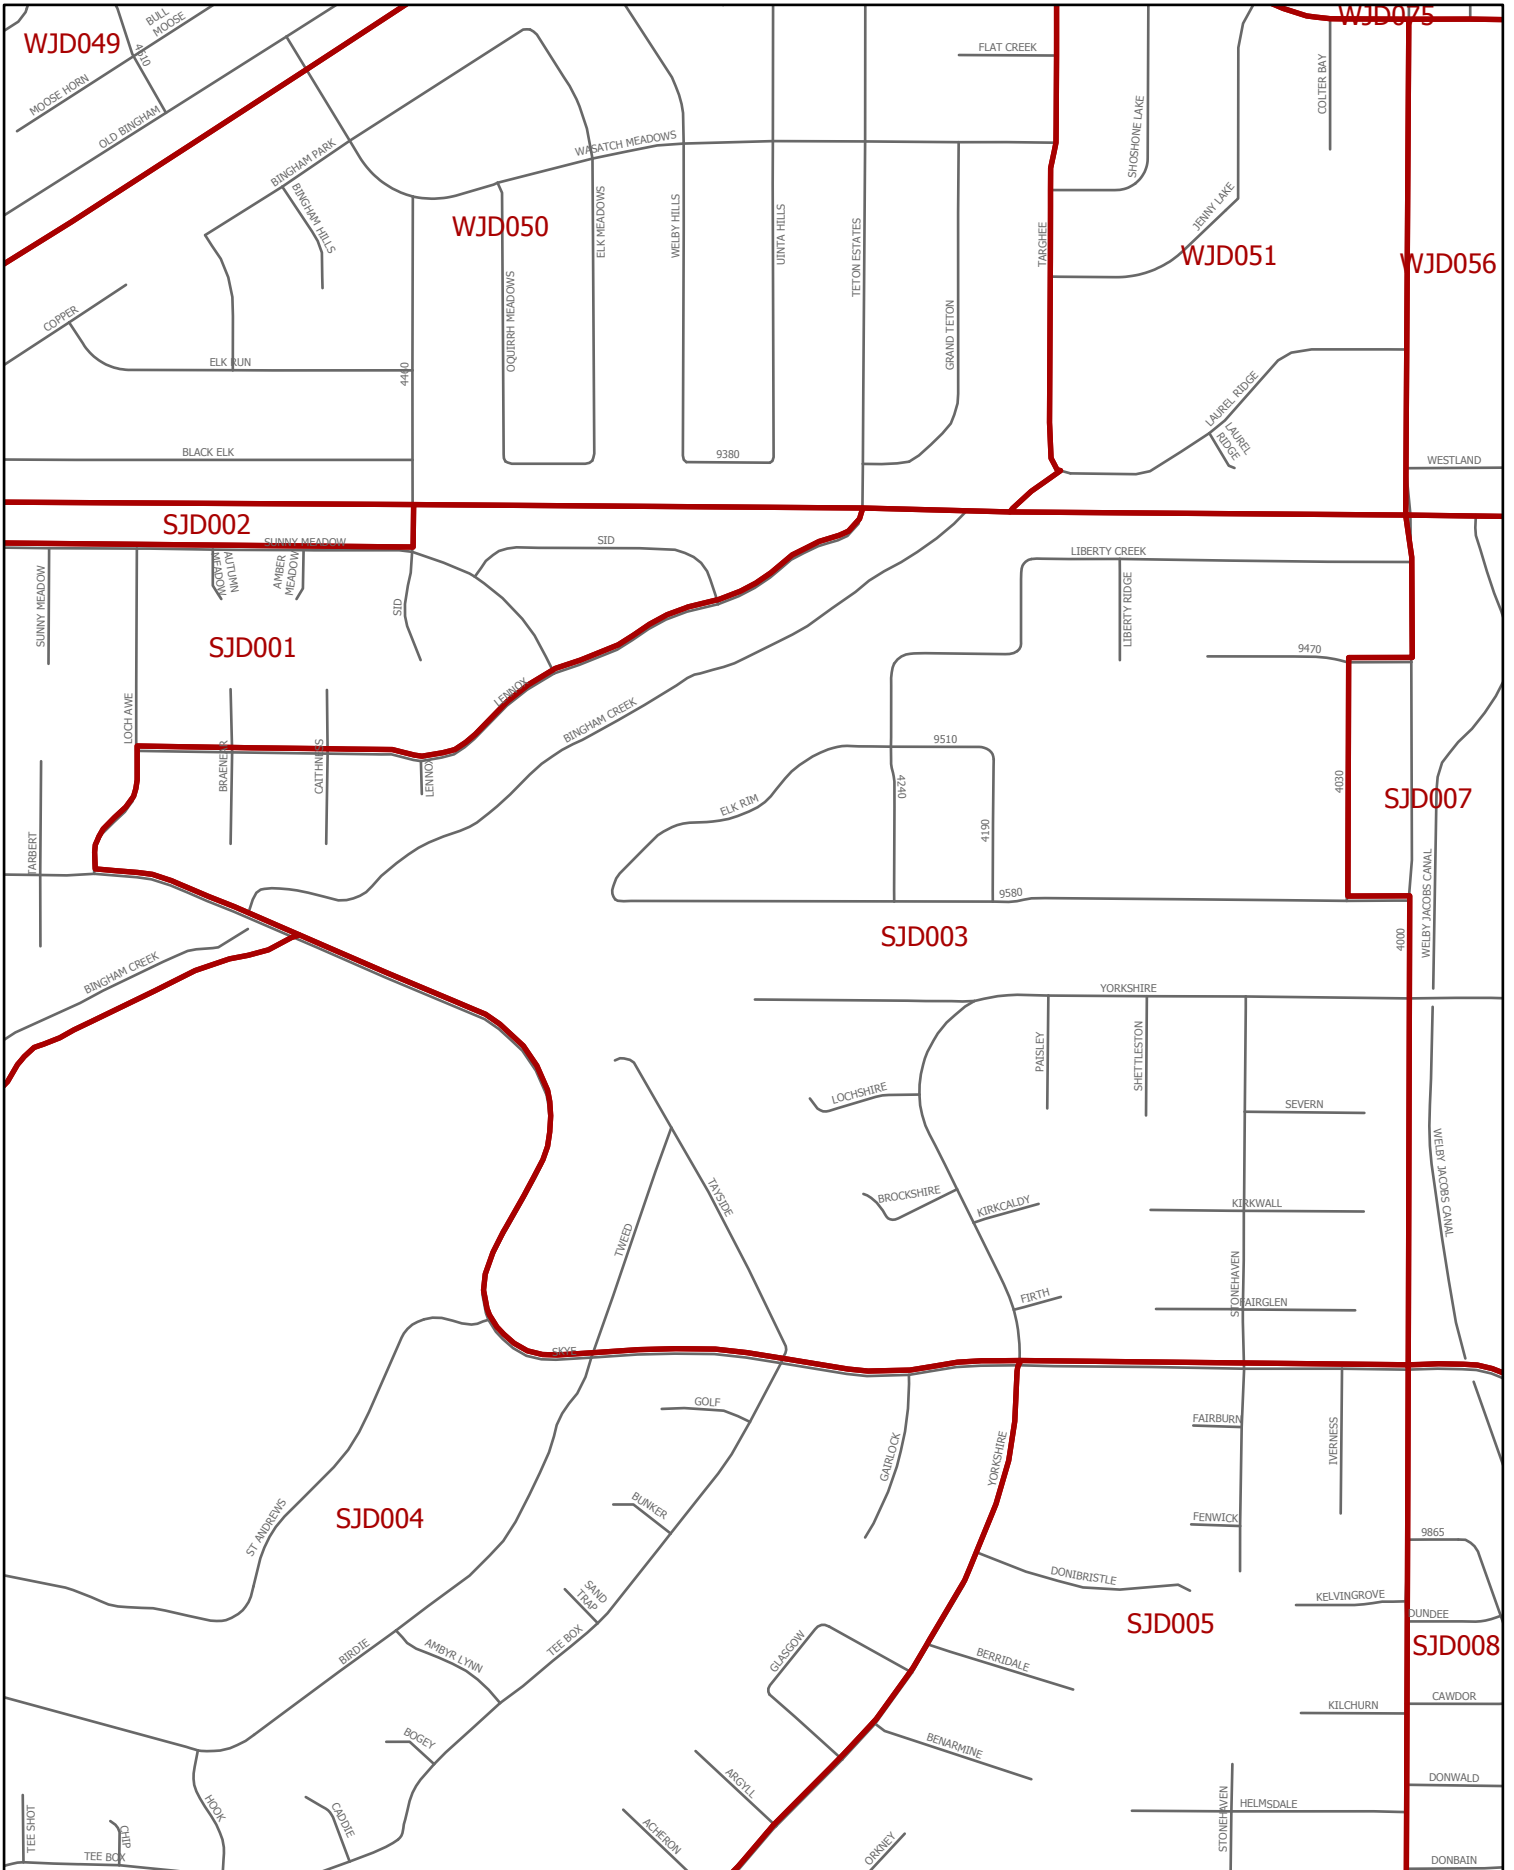 WJD075
BULL
MOOSE
WJD049
4610
MOOSE HORN
OLD BINGHAM
FLAT CREEK
COLTER BAY
SHOSHONE LAKE
WASATCH MEADOWS
BINGHAM PARK
BINGHAM HILLS
WJD050
ELK MEADOWS
WELBY HILLS
UINTA HILLS
TETON ESTATES
TARGHEE
JENNY LAKE
WJD051
WJD056
COPPER
ELK RUN
4460
OQUIRRH MEADOWS
GRAND TETON
LAUREL RIDGE
LAUREL
RIDGE
BLACK ELK
9380
WESTLAND
SJD002
SUNNY MEADOW
SID
LIBERTY CREEK
SUNNY MEADOW
AUTUMN
MEADOW
AMBER
MEADOW
SID
LIBERTY RIDGE
SJD001
9470
LENNOX
LOCH AWE
BINGHAM CREEK
9510
BRAEMER
CAITHNESS
LENNOX
4240
4030
SJD007
ELK RIM
4190
TARBERT
9580
WELBY JACOBS CANAL
SJD003
4000
BINGHAM CREEK
YORKSHIRE
PAISLEY
SHETTLESTON
LOCHSHIRE
SEVERN
WELBY JACOBS CANAL
TAYSIDE
BROCKSHIRE
KIRKCALDY
KIRKWALL
TWEED
STONEHAVEN
FIRTH
FAIRGLEN
SKYE
GOLF
FAIRBURN
IVERNESS
GAIRLOCK
YORKSHIRE
ST ANDREWS
SJD004
BUNKER
FENWICK
9865
DONIBRISTLE
SAND
TRAP
KELVINGROVE
DUNDEE
SJD005
SJD008
BIRDIE
AMBYR LYNN
TEE BOX
GLASGOW
BERRIDALE
CAWDOR
KILCHURN
BOGEY
BENARMINE
ARGYLL
DONWALD
HOOK
CADDIE
STONEHAVEN
HELMSDALE
TEE SHOT
CHIP
ACHERON
ORKNEY
TEE BOX
DONBAIN